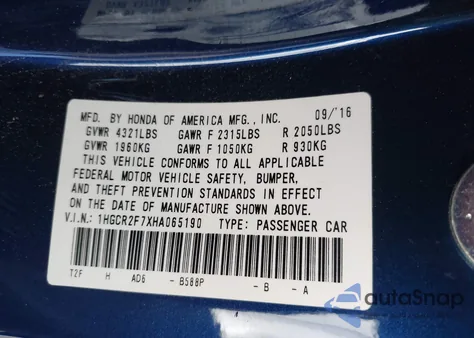 MFD. BY HONDA OF AMERICA MFG., INC. 09/16
GVWR 4321LBS GAWR F 2315LBS R 2050LBS
GVWR 1960KG GAWR F 1050KG R 930KG
THIS VEHICLE CONFORMS TO ALL APPLICABLE
FEDERAL MOTOR VEHICLE SAFETY, BUMPER,
AND THEFT PREVENTION STANDARDS IN EFFECT
ON THE DATE OF MANUFACTURE SHOWN ABOVE.
V.I.N.: 1HGCR2F7XHA065190 TYPE: PASSENGER CAR
T2F H AD6 - B588P - B - A
autoSnap